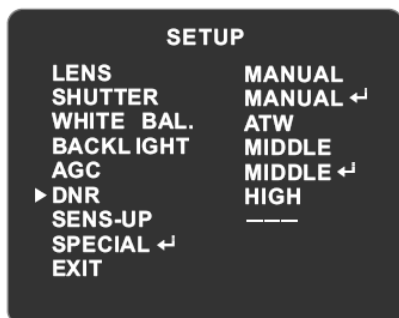 SETUP
LENS MANUAL
SHUTTER MANUAL ↵
WHITE BAL. ATW
BACKLIGHT MIDDLE
AGC MIDDLE ↵
▶ DNR HIGH
SENS-UP ———
SPECIAL ↵
EXIT